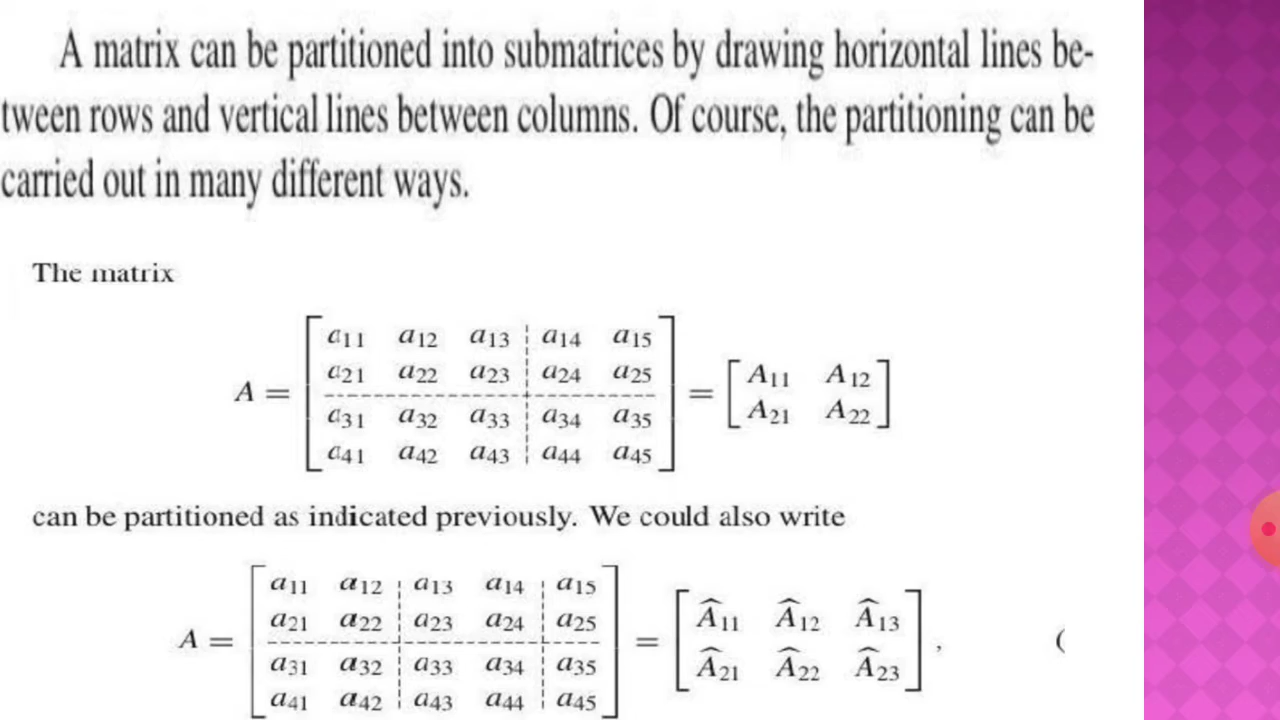 A matrix can be partitioned into submatrices by drawing horizontal lines be-
tween rows and vertical lines between columns. Of course, the partitioning can be
carried out in many different ways.
The matrix
A = [ a11 a12 a13 ¦ a14 a15
a21 a22 a23 ¦ a24 a25
- - - - - - - - - -
a31 a32 a33 ¦ a34 a35
a41 a42 a43 ¦ a44 a45 ] = [ A11 A12
A21 A22 ]
can be partitioned as indicated previously. We could also write
A = [ a11 a12 ¦ a13 a14 ¦ a15
a21 a22 ¦ a23 a24 ¦ a25
- - - - - - - - - -
a31 a32 ¦ a33 a34 ¦ a35
a41 a42 ¦ a43 a44 ¦ a45 ] = [ Â11 Â12 Â13
Â21 Â22 Â23 ] , (